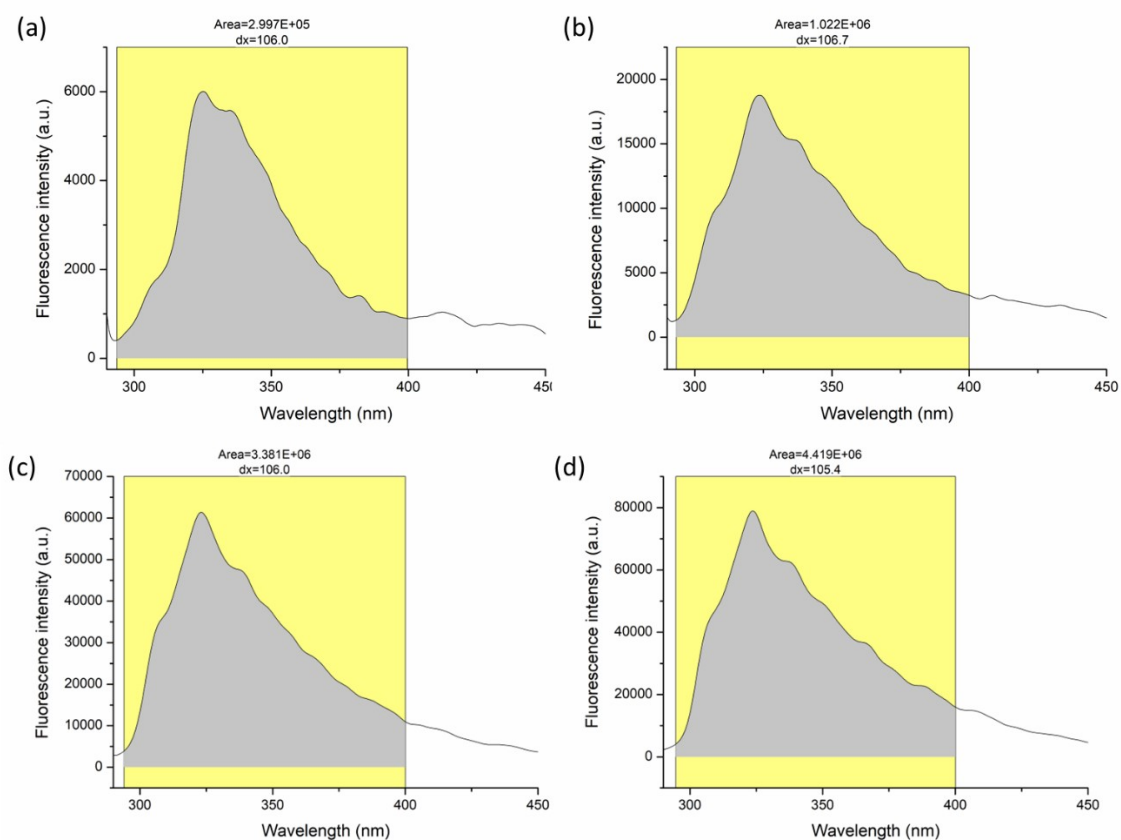 (a)
Area=2.997E+05
dx=106.0
Fluorescence intensity (a.u.)
6000
4000
2000
0
300
350
400
450
Wavelength (nm)
(b)
Area=1.022E+06
dx=106.7
Fluorescence intensity (a.u.)
20000
15000
10000
5000
0
300
350
400
450
Wavelength (nm)
(c)
Area=3.381E+06
dx=106.0
Fluorescence intensity (a.u.)
70000
60000
50000
40000
30000
20000
10000
0
300
350
400
450
Wavelength (nm)
(d)
Area=4.419E+06
dx=105.4
Fluorescence intensity (a.u.)
80000
60000
40000
20000
0
300
350
400
450
Wavelength (nm)